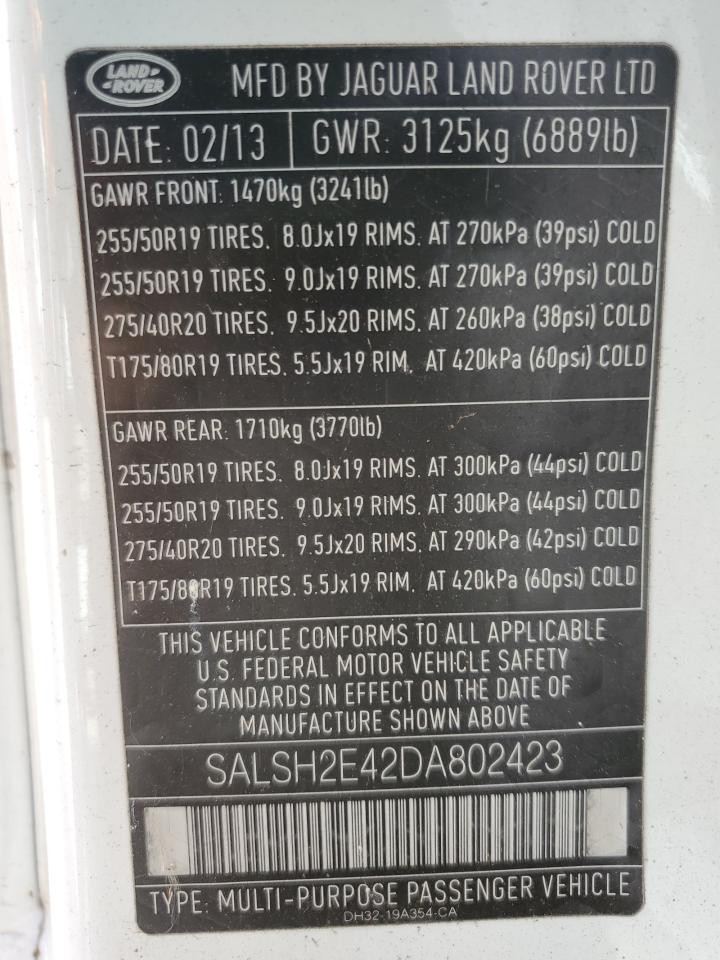 LAND-
-ROVER
MFD BY JAGUAR LAND ROVER LTD
DATE: 02/13 GWR: 3125kg (6889lb)
GAWR FRONT: 1470kg (3241lb)
255/50R19 TIRES. 8.0Jx19 RIMS. AT 270kPa (39psi) COLD
255/50R19 TIRES. 9.0Jx19 RIMS. AT 270kPa (39psi) COLD
275/40R20 TIRES. 9.5Jx20 RIMS. AT 260kPa (38psi) COLD
T175/80R19 TIRES. 5.5Jx19 RIM. AT 420kPa (60psi) COLD
GAWR REAR: 1710kg (3770lb)
255/50R19 TIRES. 8.0Jx19 RIMS. AT 300kPa (44psi) COLD
255/50R19 TIRES. 9.0Jx19 RIMS. AT 300kPa (44psi) COLD
275/40R20 TIRES. 9.5Jx20 RIMS. AT 290kPa (42psi) COLD
T175/80R19 TIRES. 5.5Jx19 RIM. AT 420kPa (60psi) COLD
THIS VEHICLE CONFORMS TO ALL APPLICABLE
U.S. FEDERAL MOTOR VEHICLE SAFETY
STANDARDS IN EFFECT ON THE DATE OF
MANUFACTURE SHOWN ABOVE
SALSH2E42DA802423
TYPE: MULTI-PURPOSE PASSENGER VEHICLE
DH32-19A354-CA